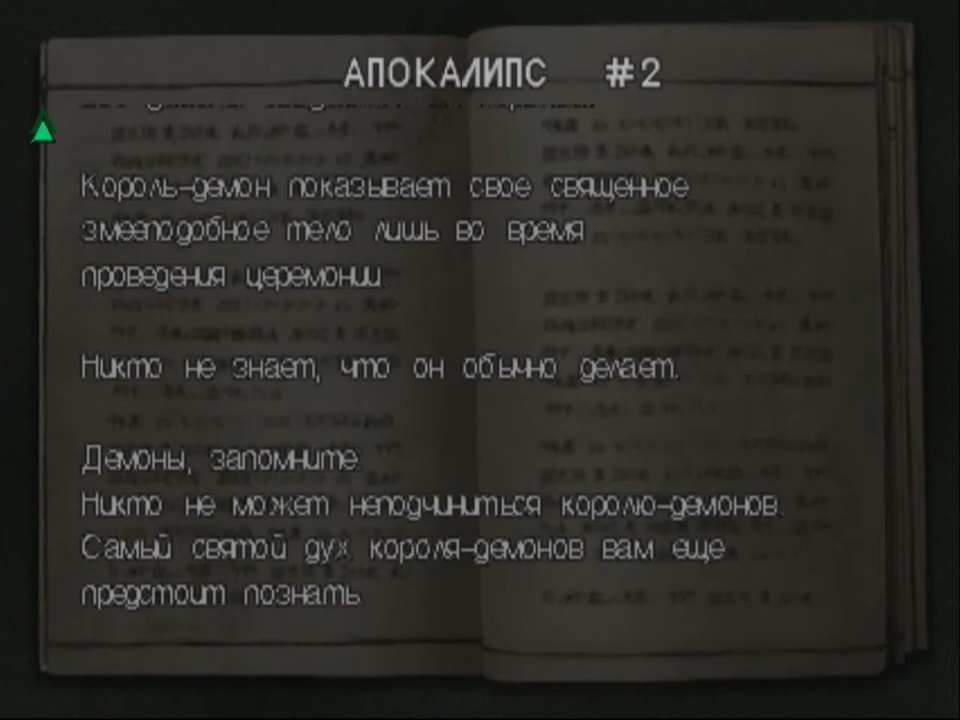 АПОКАЛИПС #2
Король-демон показывает свое священное
змееподобное тело лишь во время
проведения церемонии.
Никто не знает, что он обычно делает.
Демоны, запомните.
Никто не может неподчиниться королю-демонов.
Самый святой дух, короля-демонов вам еще
предстоит познать.